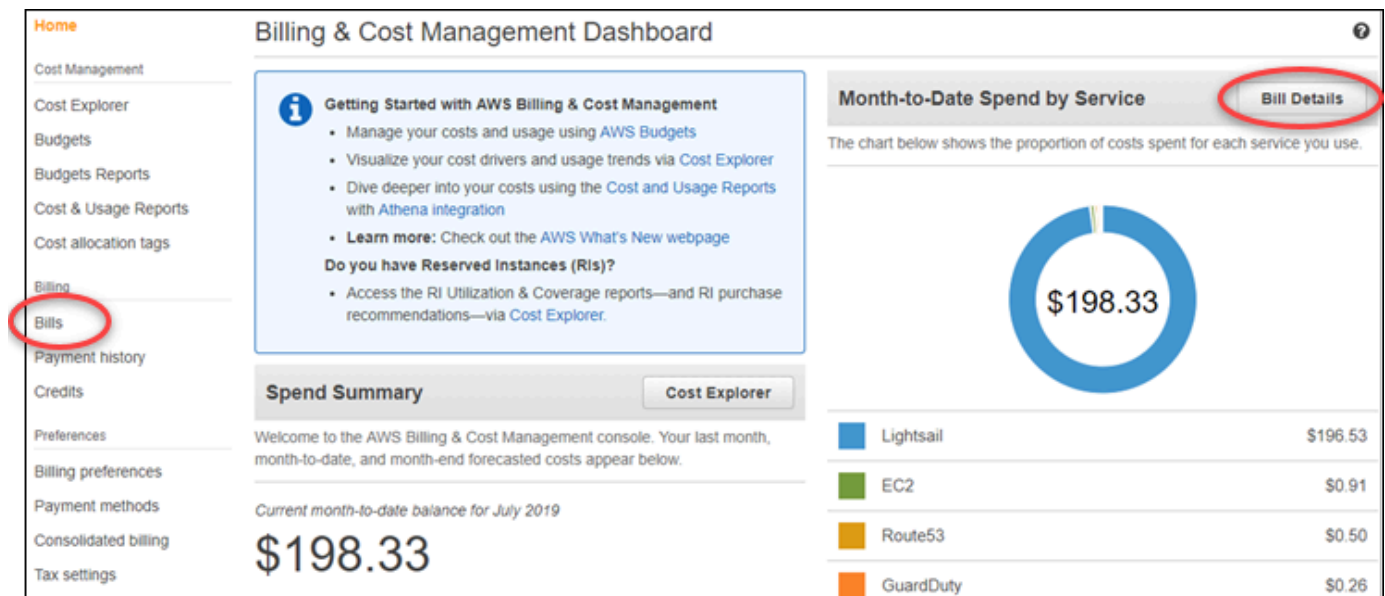 Home
Cost Management
Cost Explorer
Budgets
Budgets Reports
Cost & Usage Reports
Cost allocation tags
Billing
Bills
Payment history
Credits
Preferences
Billing preferences
Payment methods
Consolidated billing
Tax settings
Billing & Cost Management Dashboard
Getting Started with AWS Billing & Cost Management
• Manage your costs and usage using AWS Budgets
• Visualize your cost drivers and usage trends via Cost Explorer
• Dive deeper into your costs using the Cost and Usage Reports
with Athena integration
• Learn more: Check out the AWS What's New webpage
Do you have Reserved Instances (RIs)?
• Access the RI Utilization & Coverage reports—and RI purchase
recommendations—via Cost Explorer.
Spend Summary
Cost Explorer
Welcome to the AWS Billing & Cost Management console. Your last month,
month-to-date, and month-end forecasted costs appear below.
Current month-to-date balance for July 2019
$198.33
Month-to-Date Spend by Service
Bill Details
The chart below shows the proportion of costs spent for each service you use.
$198.33
Lightsail $196.53
EC2 $0.91
Route53 $0.50
GuardDuty $0.26